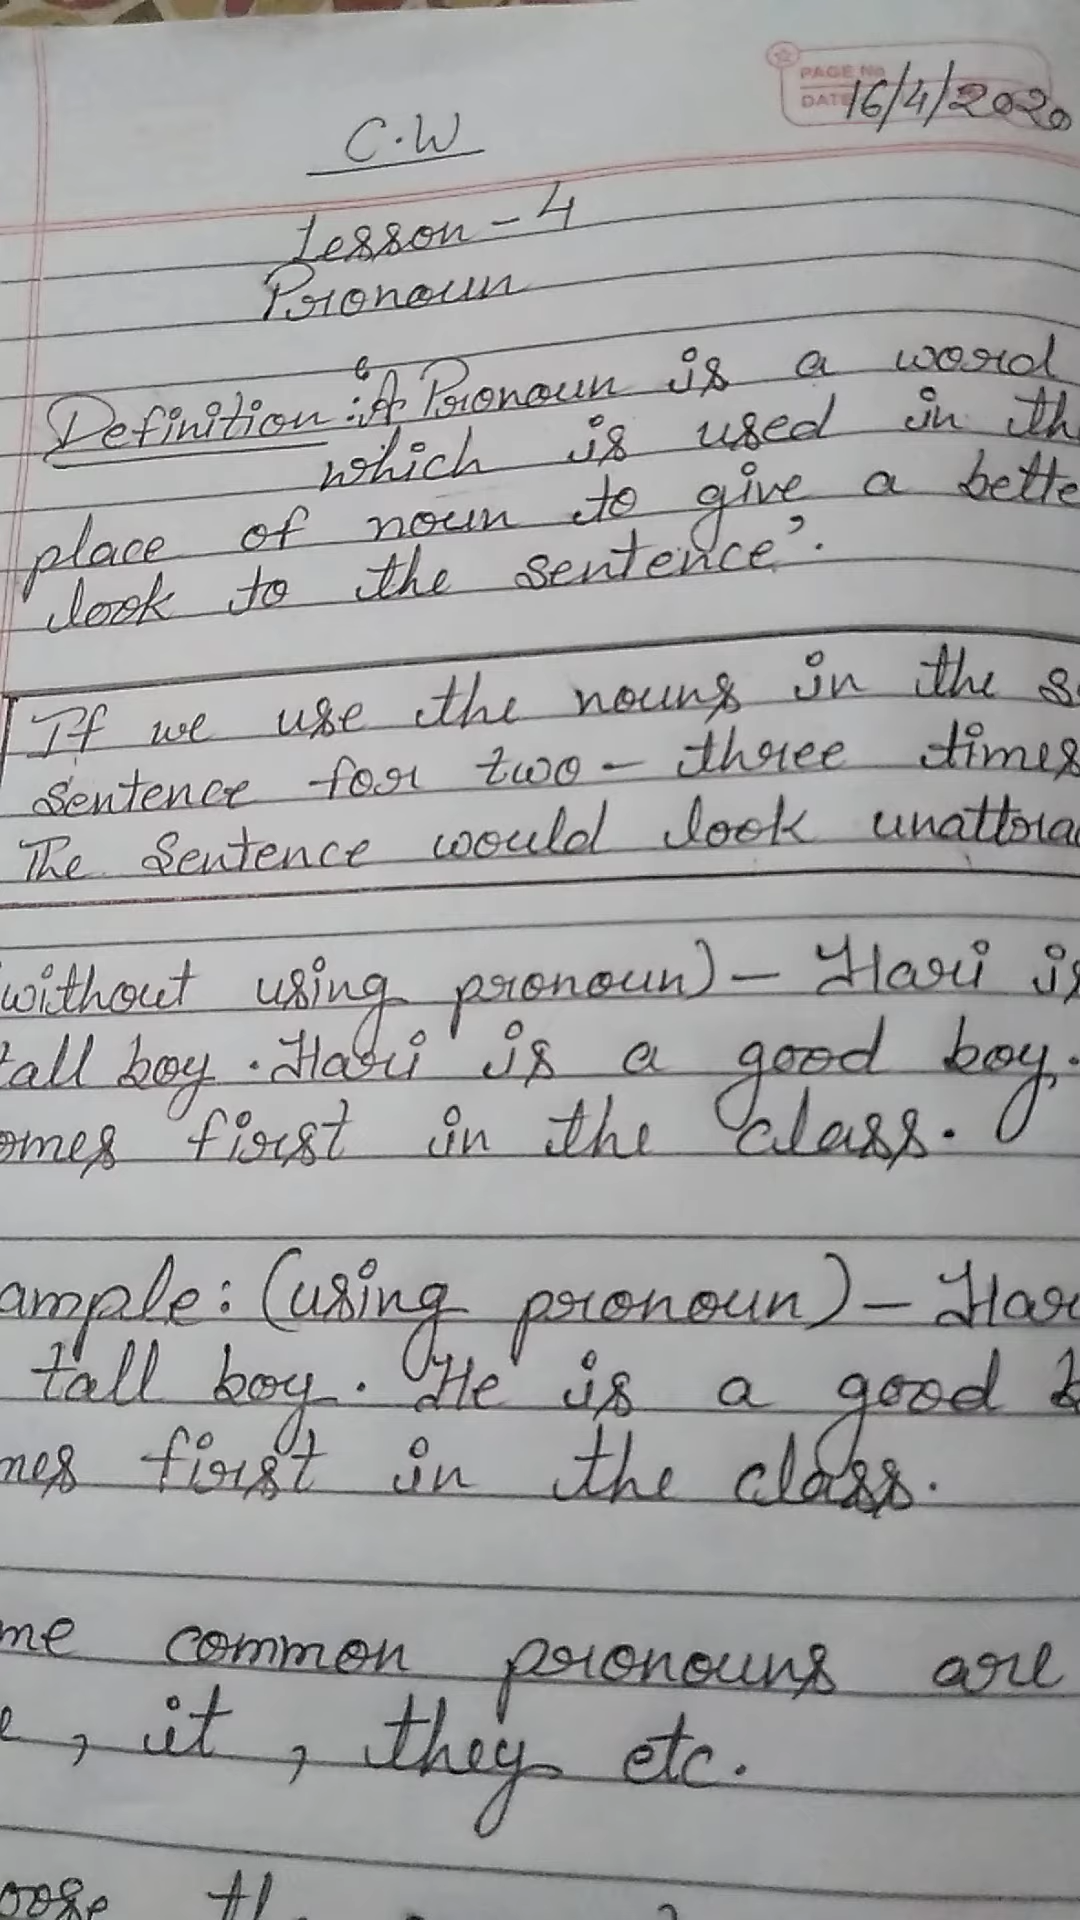 PAGE No
DATE 16/4/2020
C.W
Lesson - 4
Pronoun
Definition : 'A Pronoun is a word
which is used in th
place of noun to give a bette
look to the sentence'.
If we use the nouns in the s
sentence for two - three times
The Sentence would look unattra
without using pronoun) - Hari is
tall boy. Hari is a good boy.
omes first in the class.
ample: (using pronoun) - Har
tall boy. He is a good b
mes first in the class.
me common pronouns are
e, it, they etc.
oose th